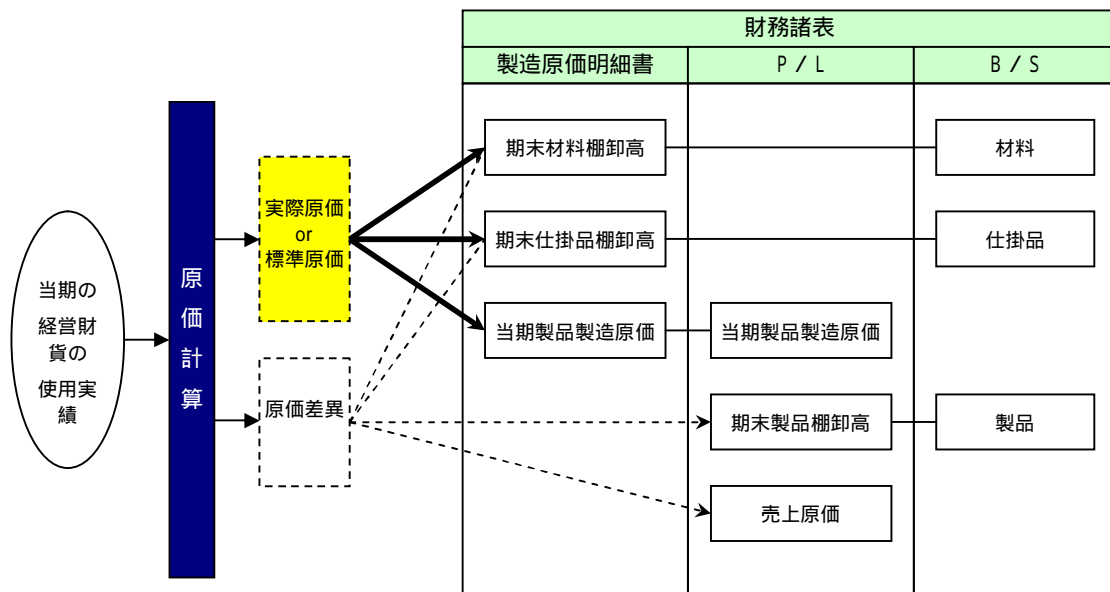 財務諸表
製造原価明細書
P / L
B / S
期末材料棚卸高
材料
実際原価
or
標準原価
期末仕掛品棚卸高
仕掛品
当期の
経営財
貨の
使用実
績
原
価
計
算
当期製品製造原価
当期製品製造原価
原価差異
期末製品棚卸高
製品
売上原価